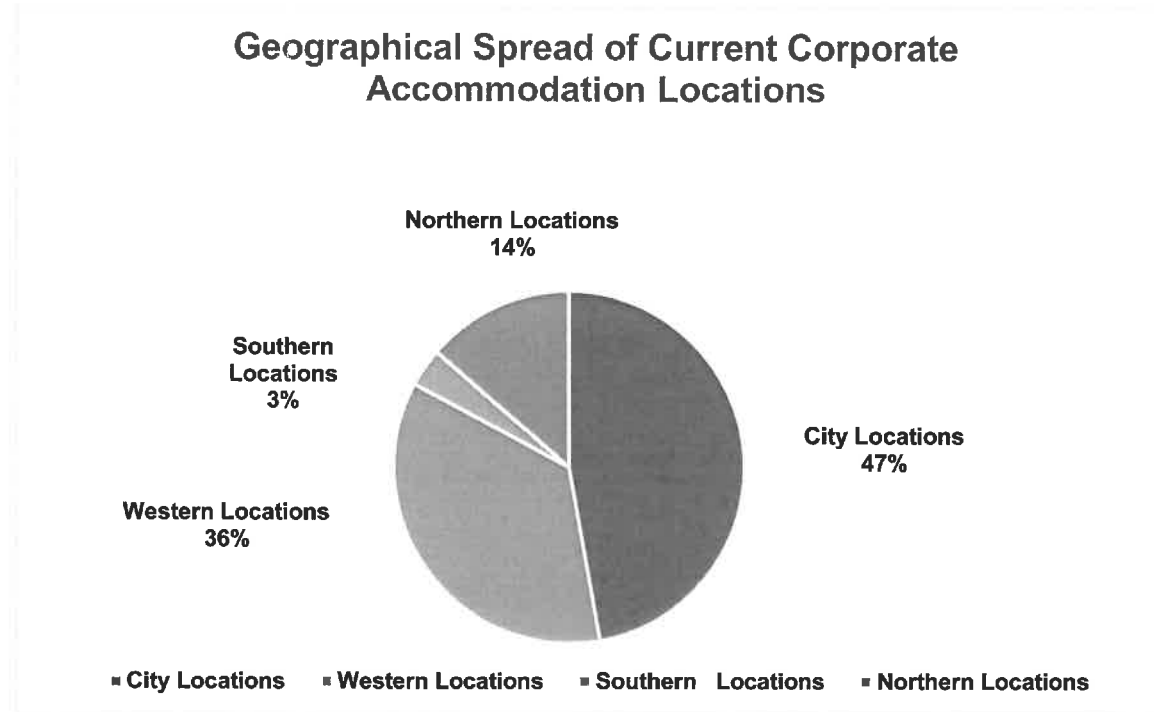 Geographical Spread of Current Corporate
Accommodation Locations
Northern Locations
14%
Southern
Locations
3%
City Locations
47%
Western Locations
36%
City Locations Western Locations Southern Locations Northern Locations